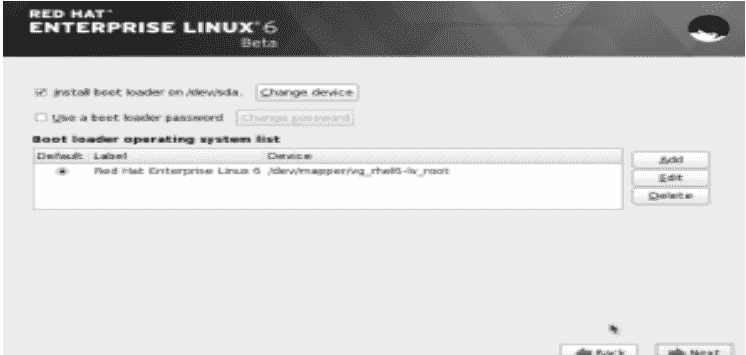 RED HAT™
ENTERPRISE LINUX® 6
Beta
Install boot loader on /dev/sda. Change device
Use a boot loader password Change password
Boot loader operating system list
Default Label Device
Red Hat Enterprise Linux 6 /dev/mapper/vg_rhel6-lv_root
Add
Edit
Delete
Back Next